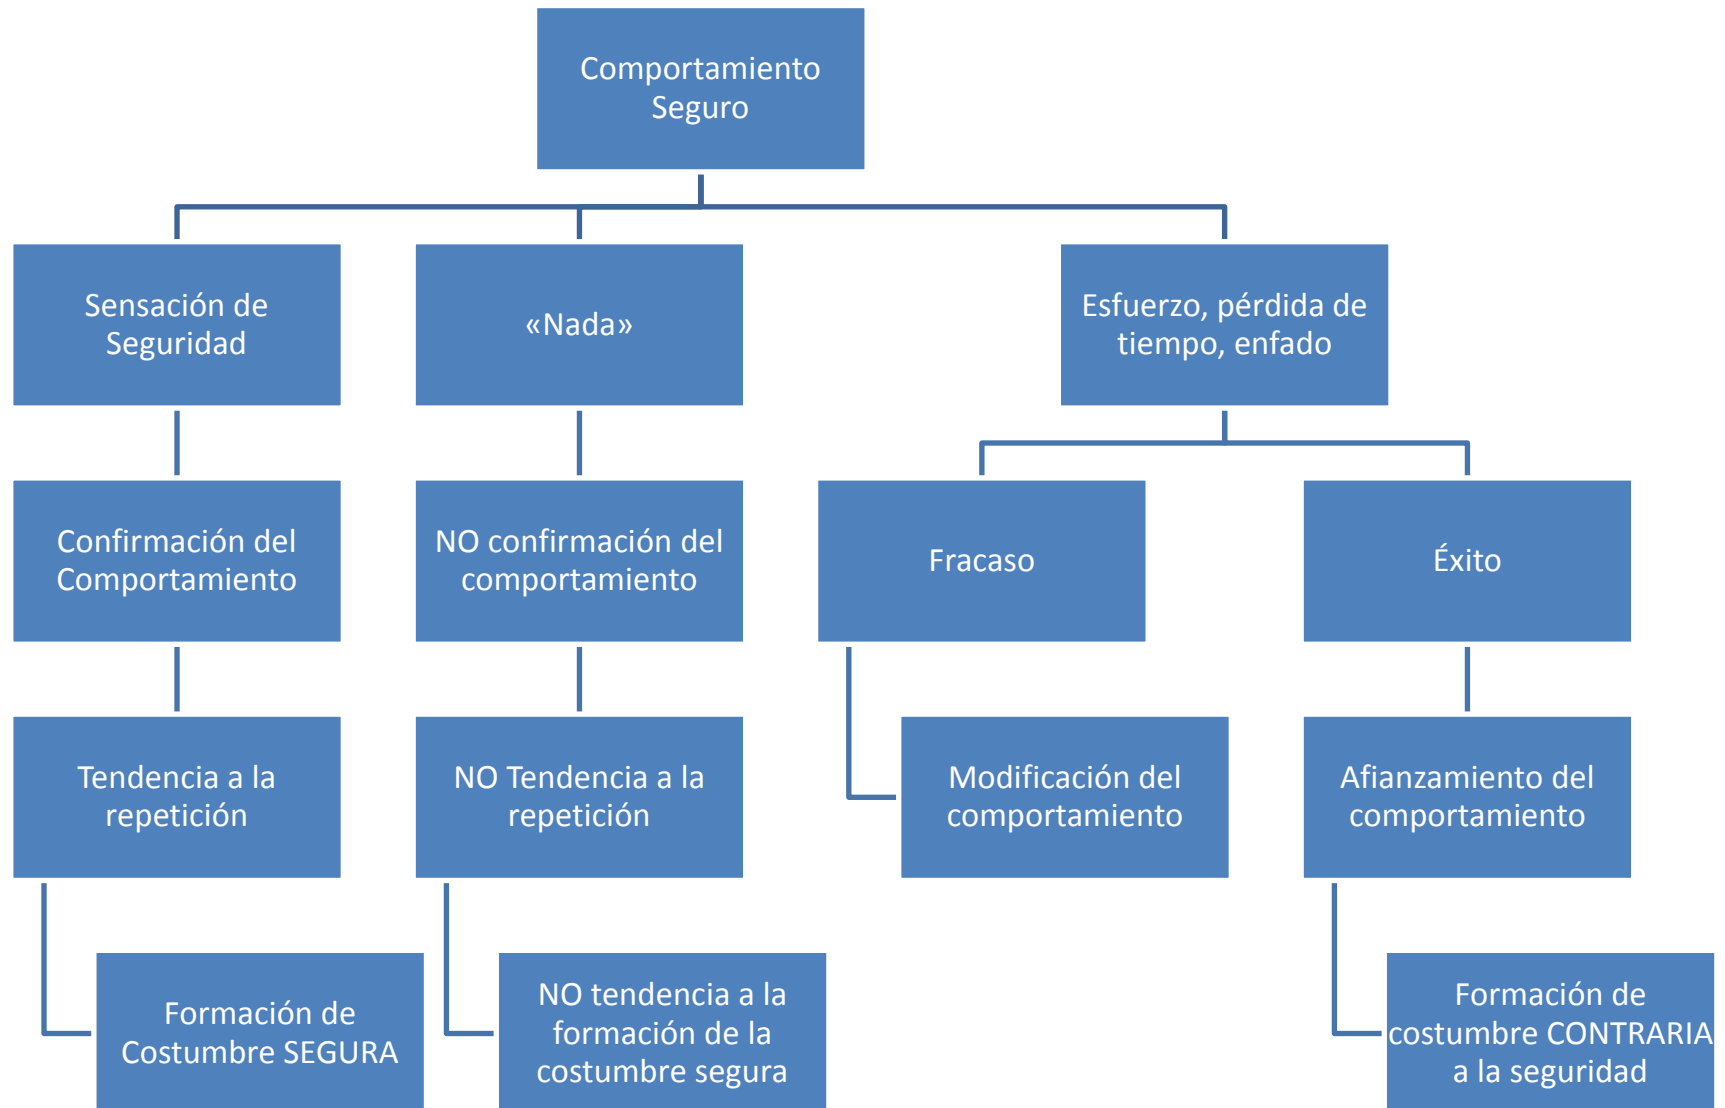 Comportamiento
Seguro
Sensación de
Seguridad
«Nada»
Esfuerzo, pérdida de
tiempo, enfado
Confirmación del
Comportamiento
NO confirmación del
comportamiento
Fracaso
Éxito
Tendencia a la
repetición
NO Tendencia a la
repetición
Modificación del
comportamiento
Afianzamiento del
comportamiento
Formación de
Costumbre SEGURA
NO tendencia a la
formación de la
costumbre segura
Formación de
costumbre CONTRARIA
a la seguridad